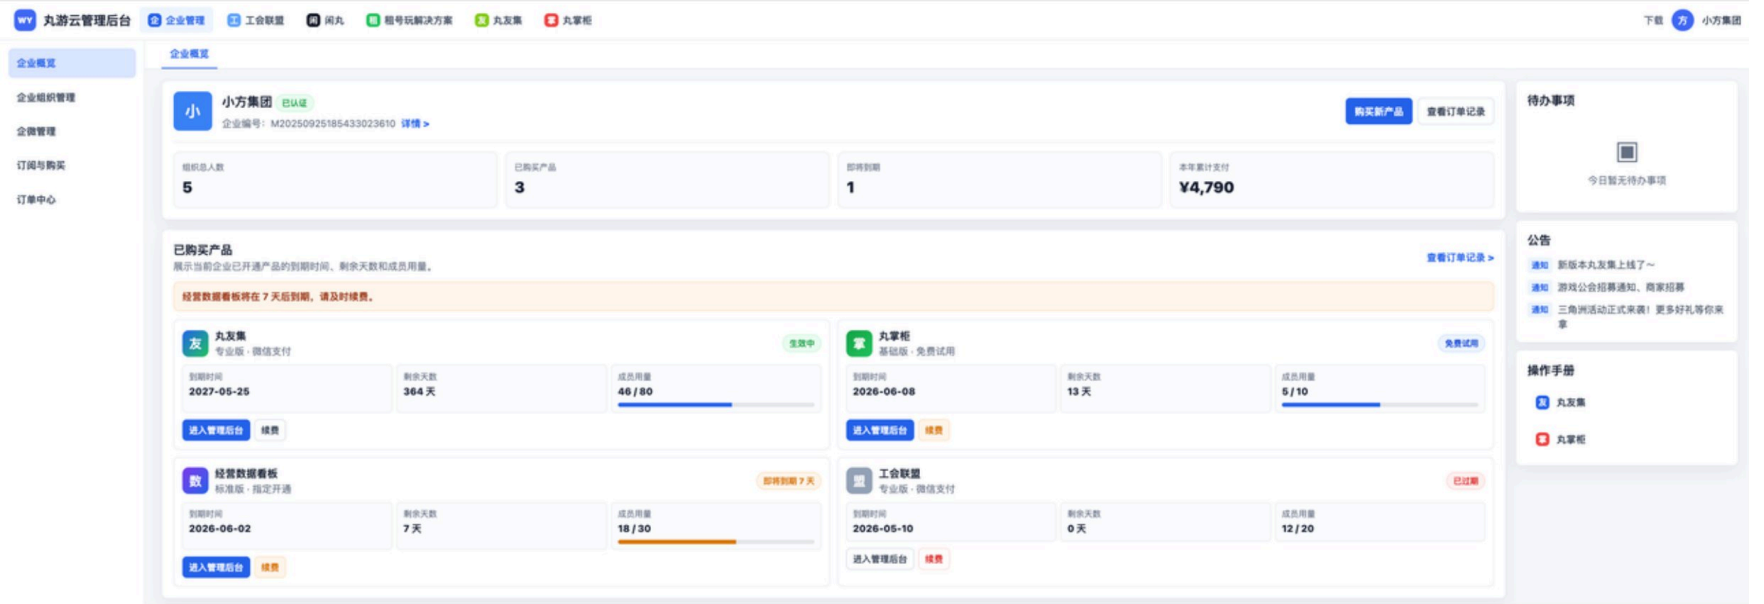 WY 丸游云管理后台 企 企业管理 工 工会联盟 闲 闲丸 租 租号玩解决方案 友 丸友集 掌 丸掌柜 下载 方 小方集团
企业概览
企业组织管理
企微管理
订阅与购买
订单中心
企业概览
小
小方集团 已认证
企业编号: M20250925185433023610 详情 >
购买新产品 查看订单记录
组织总人数
5
已购买产品
3
即将到期
1
本年累计支付
¥4,790
已购买产品
展示当前企业已开通产品的到期时间、剩余天数和成员用量。
查看订单记录 >
经营数据看板将在 7 天后到期，请及时续费。
友
丸友集
专业版 · 微信支付
生效中
到期时间
2027-05-25
剩余天数
364 天
成员用量
46 / 80
进入管理后台 续费
掌
丸掌柜
基础版 · 免费试用
免费试用
到期时间
2026-06-08
剩余天数
13 天
成员用量
5 / 10
进入管理后台 续费
数
经营数据看板
标准版 · 指定开通
即将到期 7 天
到期时间
2026-06-02
剩余天数
7 天
成员用量
18 / 30
进入管理后台 续费
盟
工会联盟
专业版 · 微信支付
已过期
到期时间
2026-05-10
剩余天数
0 天
成员用量
12 / 20
进入管理后台 续费
待办事项
今日暂无待办事项
公告
通知 新版本丸友集上线了～
通知 游戏公会招募通知、商家招募
通知 三角洲活动正式来袭！更多好礼等你来
拿
操作手册
友 丸友集
掌 丸掌柜